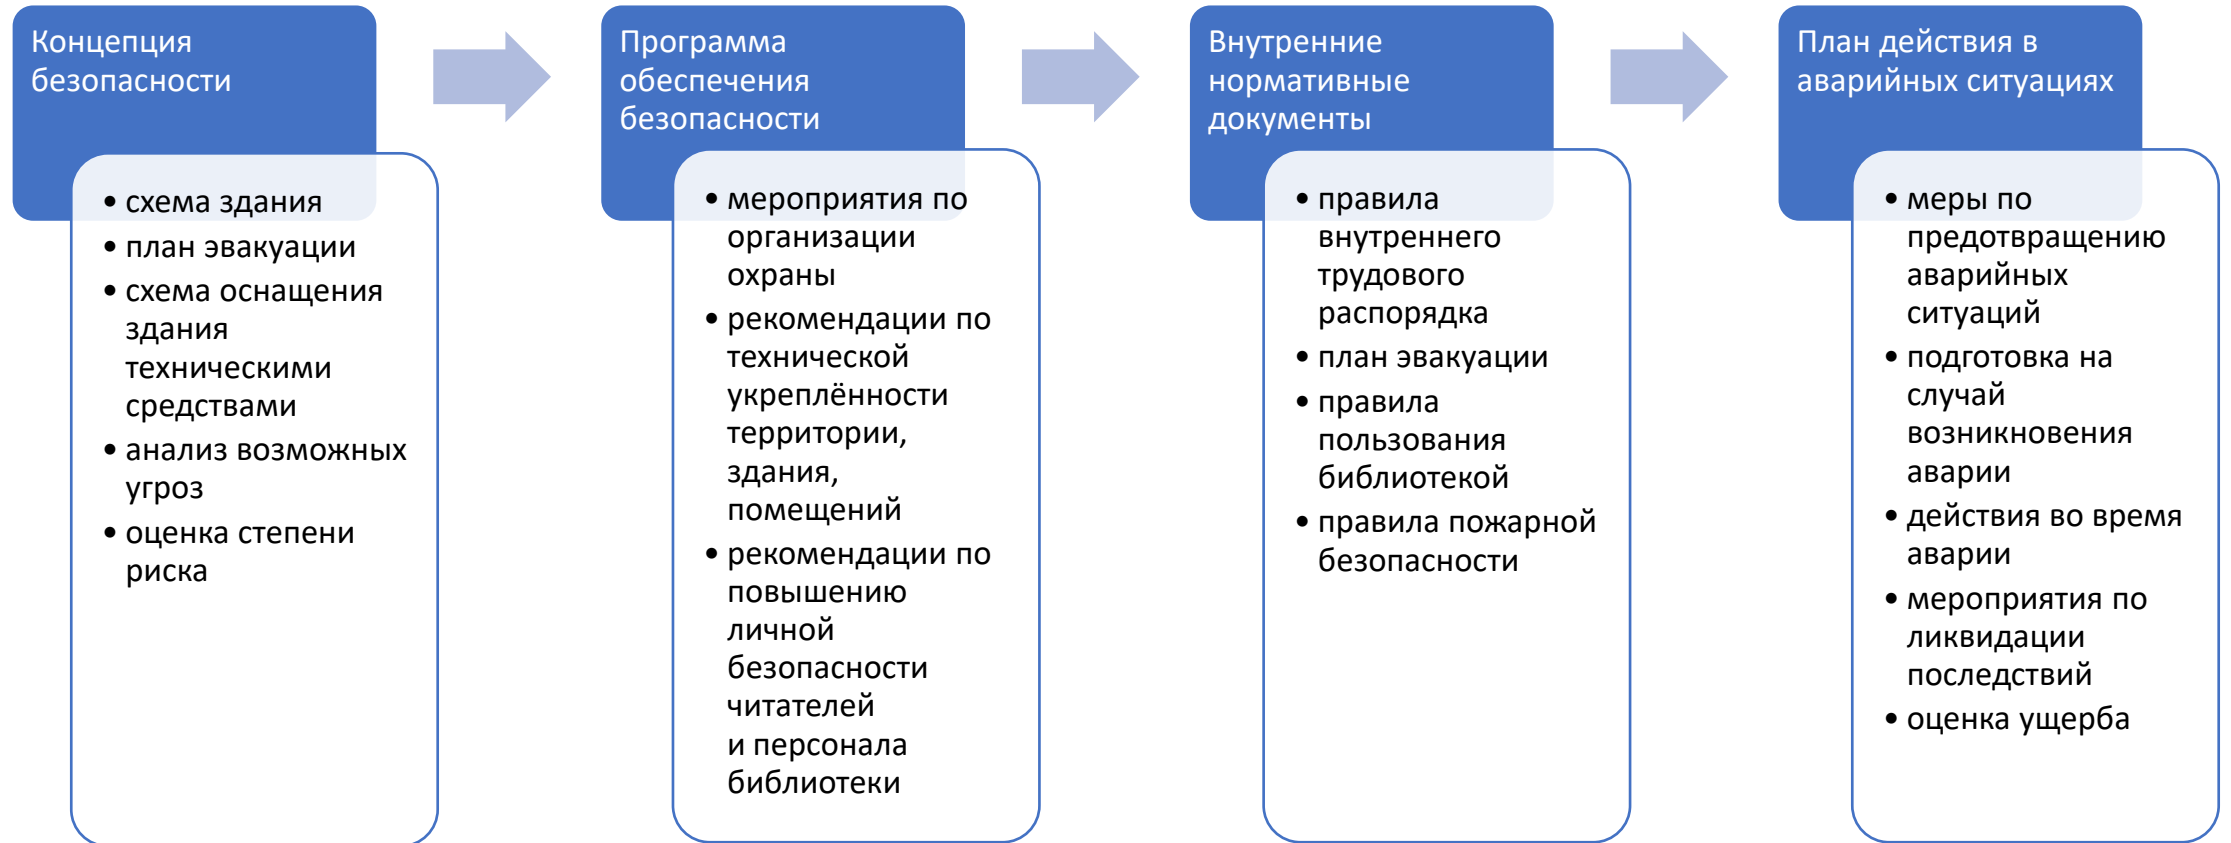 Концепция
безопасности
• схема здания
• план эвакуации
• схема оснащения
здания
техническими
средствами
• анализ возможных
угроз
• оценка степени
риска
Программа
обеспечения
безопасности
• мероприятия по
организации
охраны
• рекомендации по
технической
укреплённости
территории,
здания,
помещений
• рекомендации по
повышению
личной
безопасности
читателей
и персонала
библиотеки
Внутренние
нормативные
документы
• правила
внутреннего
трудового
распорядка
• план эвакуации
• правила
пользования
библиотекой
• правила пожарной
безопасности
План действия в
аварийных ситуациях
• меры по
предотвращению
аварийных
ситуаций
• подготовка на
случай
возникновения
аварии
• действия во время
аварии
• мероприятия по
ликвидации
последствий
• оценка ущерба